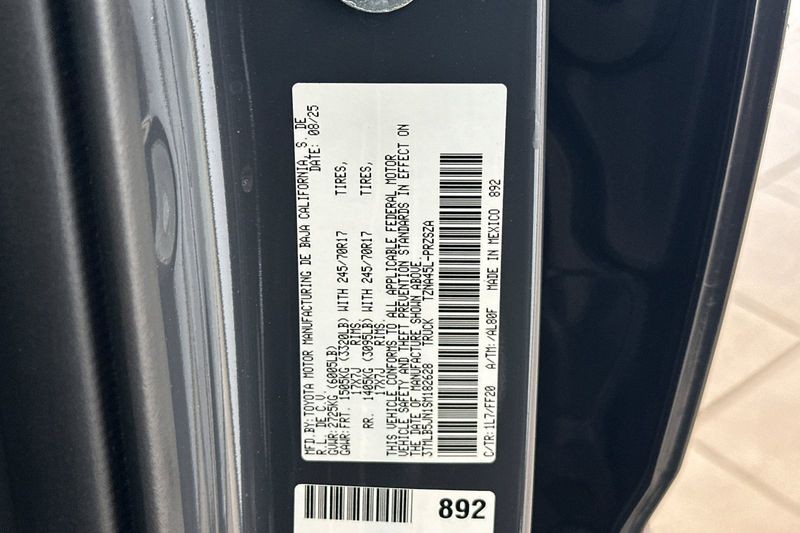 MFD.BY:TOYOTA MOTOR MANUFACTURING DE BAJA CALIFORNIA, S. DE
R. L. DE C.V. DATE: 08/25
GVWR:2725KG (6005LB)
GAWR:FRT. 1505KG (3320LB) WITH 245/70R17 TIRES,
17X7J RIMS.
RR. 1405KG (3095LB) WITH 245/70R17 TIRES,
17X7J RIMS.
THIS VEHICLE CONFORMS TO ALL APPLICABLE FEDERAL MOTOR
VEHICLE SAFETY AND THEFT PREVENTION STANDARDS IN EFFECT ON
THE DATE OF MANUFACTURE SHOWN ABOVE.
3TMLB5JN1SM182628 TRUCK TZNA45L-PRZSZA
C/TR:1L7/FF20 A/TM:/AL80F MADE IN MEXICO 892
892